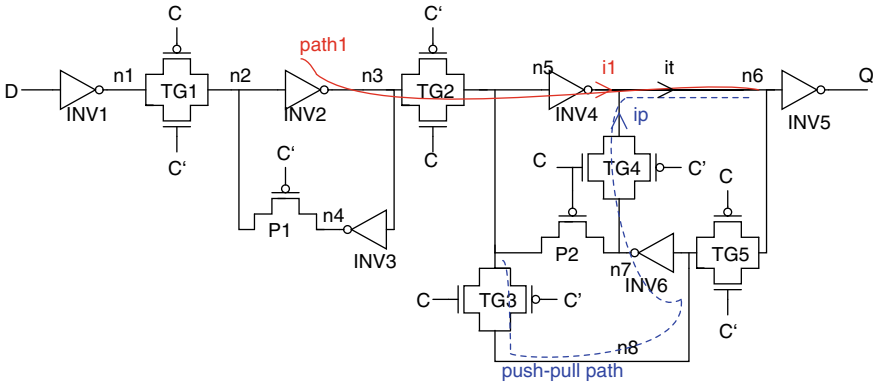 C
C'
path1
n1
n2
n3
n5
i1
it
n6
D
TG1
TG2
Q
INV1
INV2
INV4
INV5
ip
C'
C'
C
C
TG4
C'
C
n4
P1
INV3
P2
n7
INV6
TG5
C
TG3
C'
C'
n8
push-pull path